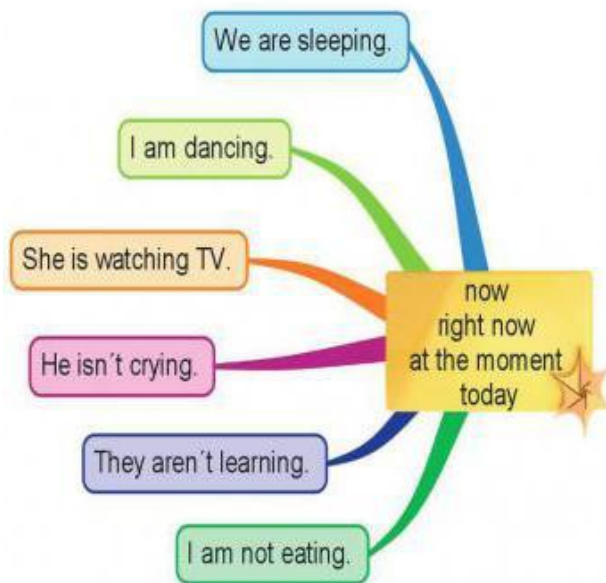 We are sleeping.
I am dancing.
She is watching TV.
He isn´t crying.
They aren´t learning.
I am not eating.
now
right now
at the moment
today